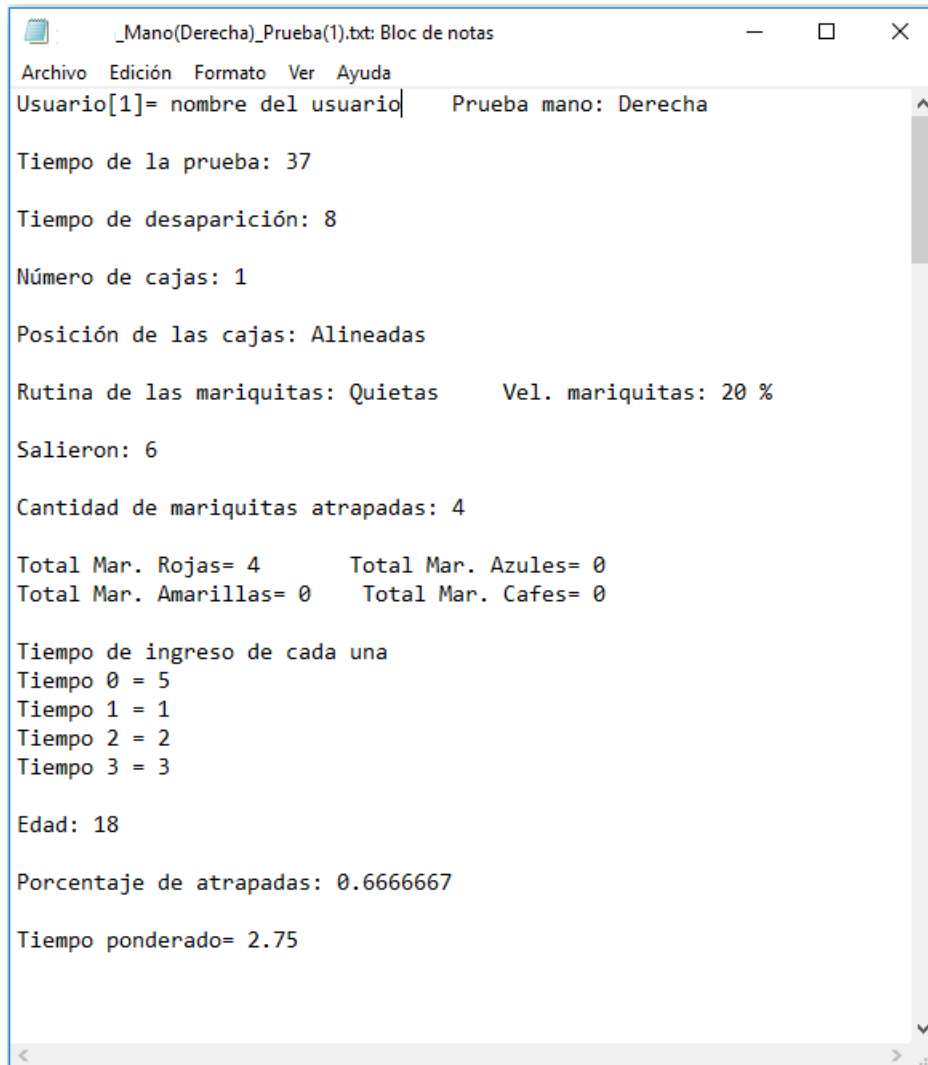 _Mano(Derecha)_Prueba(1).txt: Bloc de notas
Archivo Edición Formato Ver Ayuda
Usuario[1]= nombre del usuario Prueba mano: Derecha
Tiempo de la prueba: 37
Tiempo de desaparición: 8
Número de cajas: 1
Posición de las cajas: Alineadas
Rutina de las mariquitas: Quietas Vel. mariquitas: 20 %
Salieron: 6
Cantidad de mariquitas atrapadas: 4
Total Mar. Rojas= 4 Total Mar. Azules= 0
Total Mar. Amarillas= 0 Total Mar. Cafes= 0
Tiempo de ingreso de cada una
Tiempo 0 = 5
Tiempo 1 = 1
Tiempo 2 = 2
Tiempo 3 = 3
Edad: 18
Porcentaje de atrapadas: 0.6666667
Tiempo ponderado= 2.75